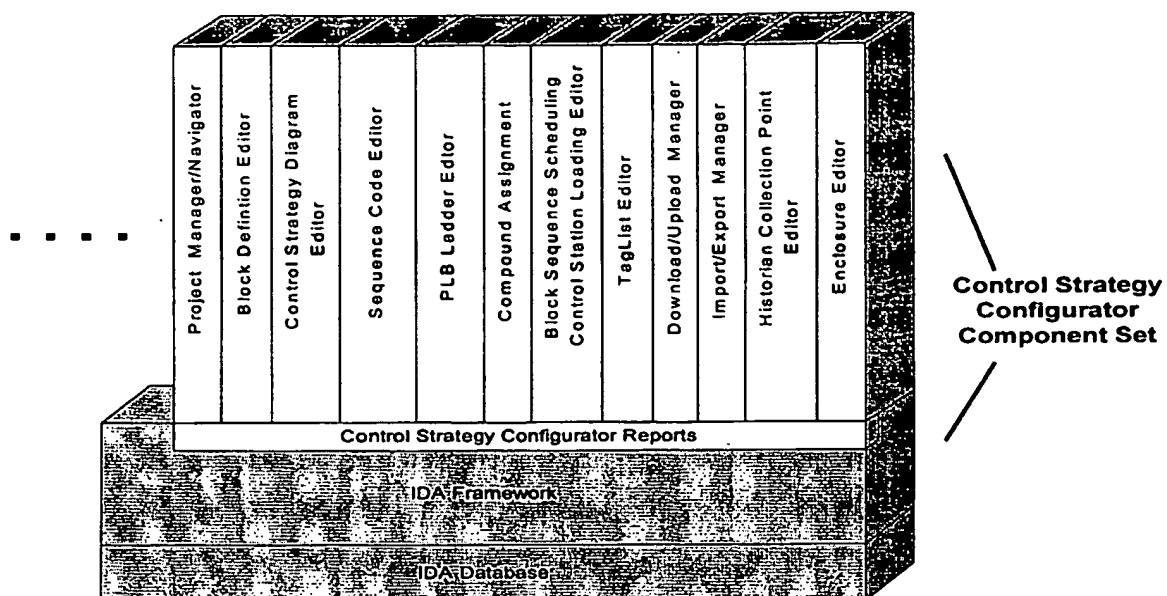 Project Manager/Navigator
Block Defintion Editor
Control Strategy Diagram
Editor
Sequence Code Editor
PLB Ladder Editor
Compound Assignment
Block Sequence Scheduling
Control Station Loading Editor
TagList Editor
Download/Upload Manager
Import/Export Manager
Historian Collection Point
Editor
Enclosure Editor
Control Strategy
Configurator
Component Set
Control Strategy Configurator Reports
IDA Framework
IDA Database